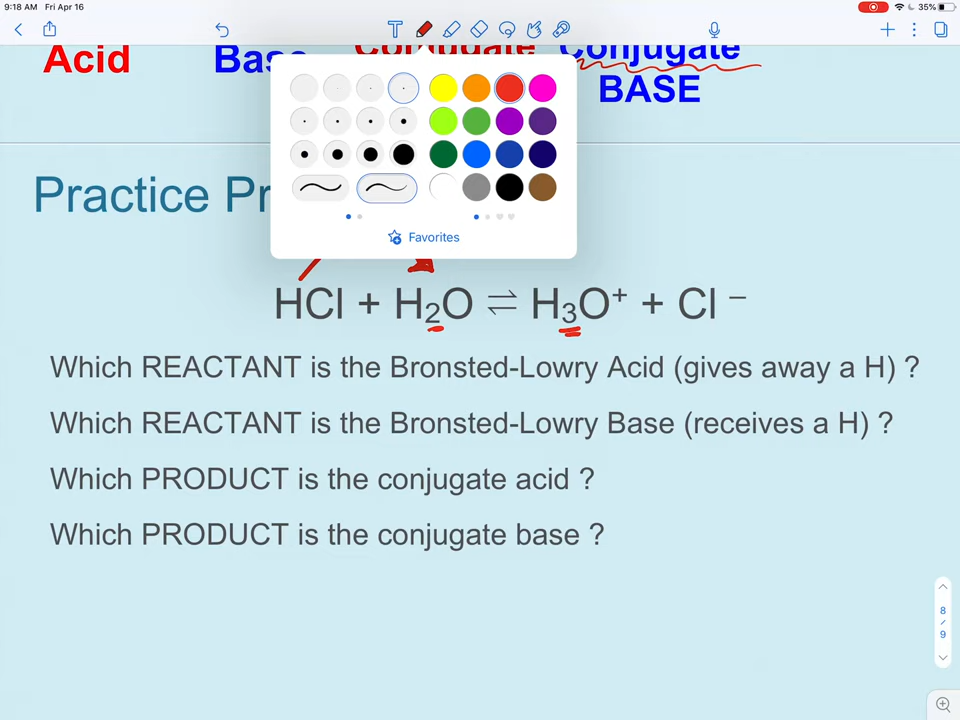 9:18 AM Fri Apr 16
35%
T
Acid Base Conjugate Conjugate
BASE
Practice Pr
Favorites
HCl + H₂O ⇌ H₃O⁺ + Cl ⁻
Which REACTANT is the Bronsted-Lowry Acid (gives away a H) ?
Which REACTANT is the Bronsted-Lowry Base (receives a H) ?
Which PRODUCT is the conjugate acid ?
Which PRODUCT is the conjugate base ?
8
/
9